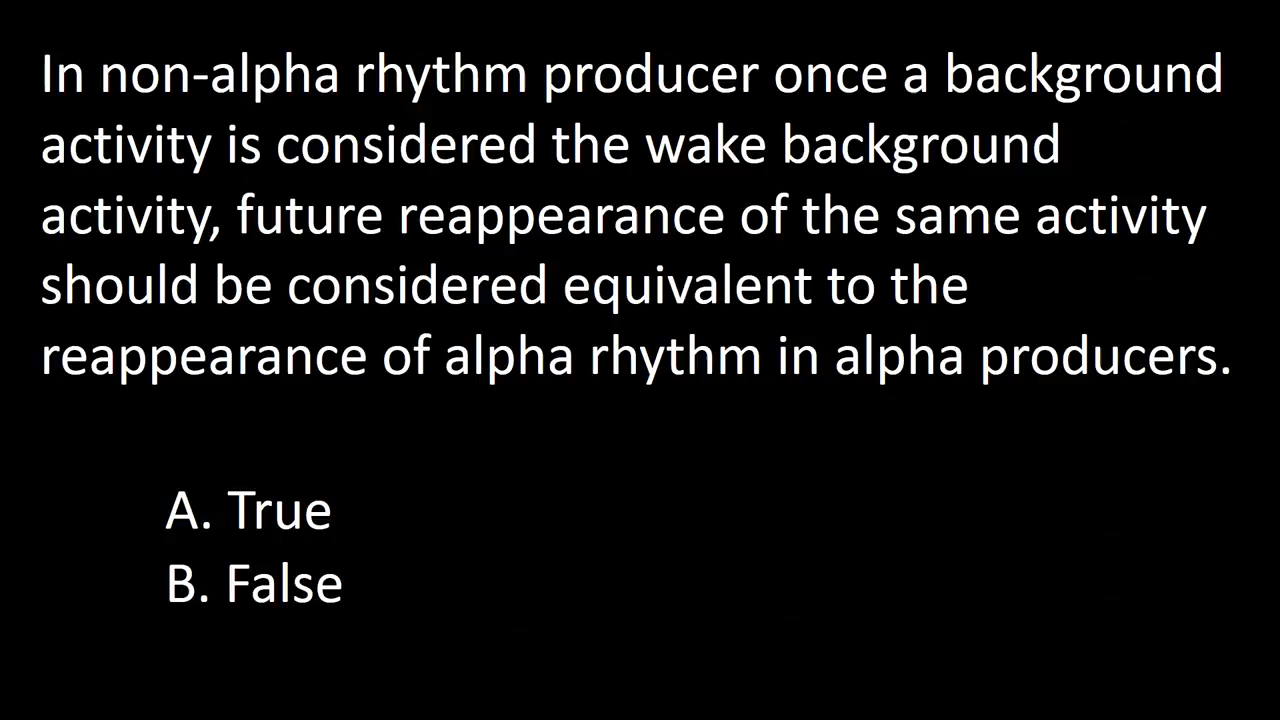 In non-alpha rhythm producer once a background
activity is considered the wake background
activity, future reappearance of the same activity
should be considered equivalent to the
reappearance of alpha rhythm in alpha producers.
A. True
B. False